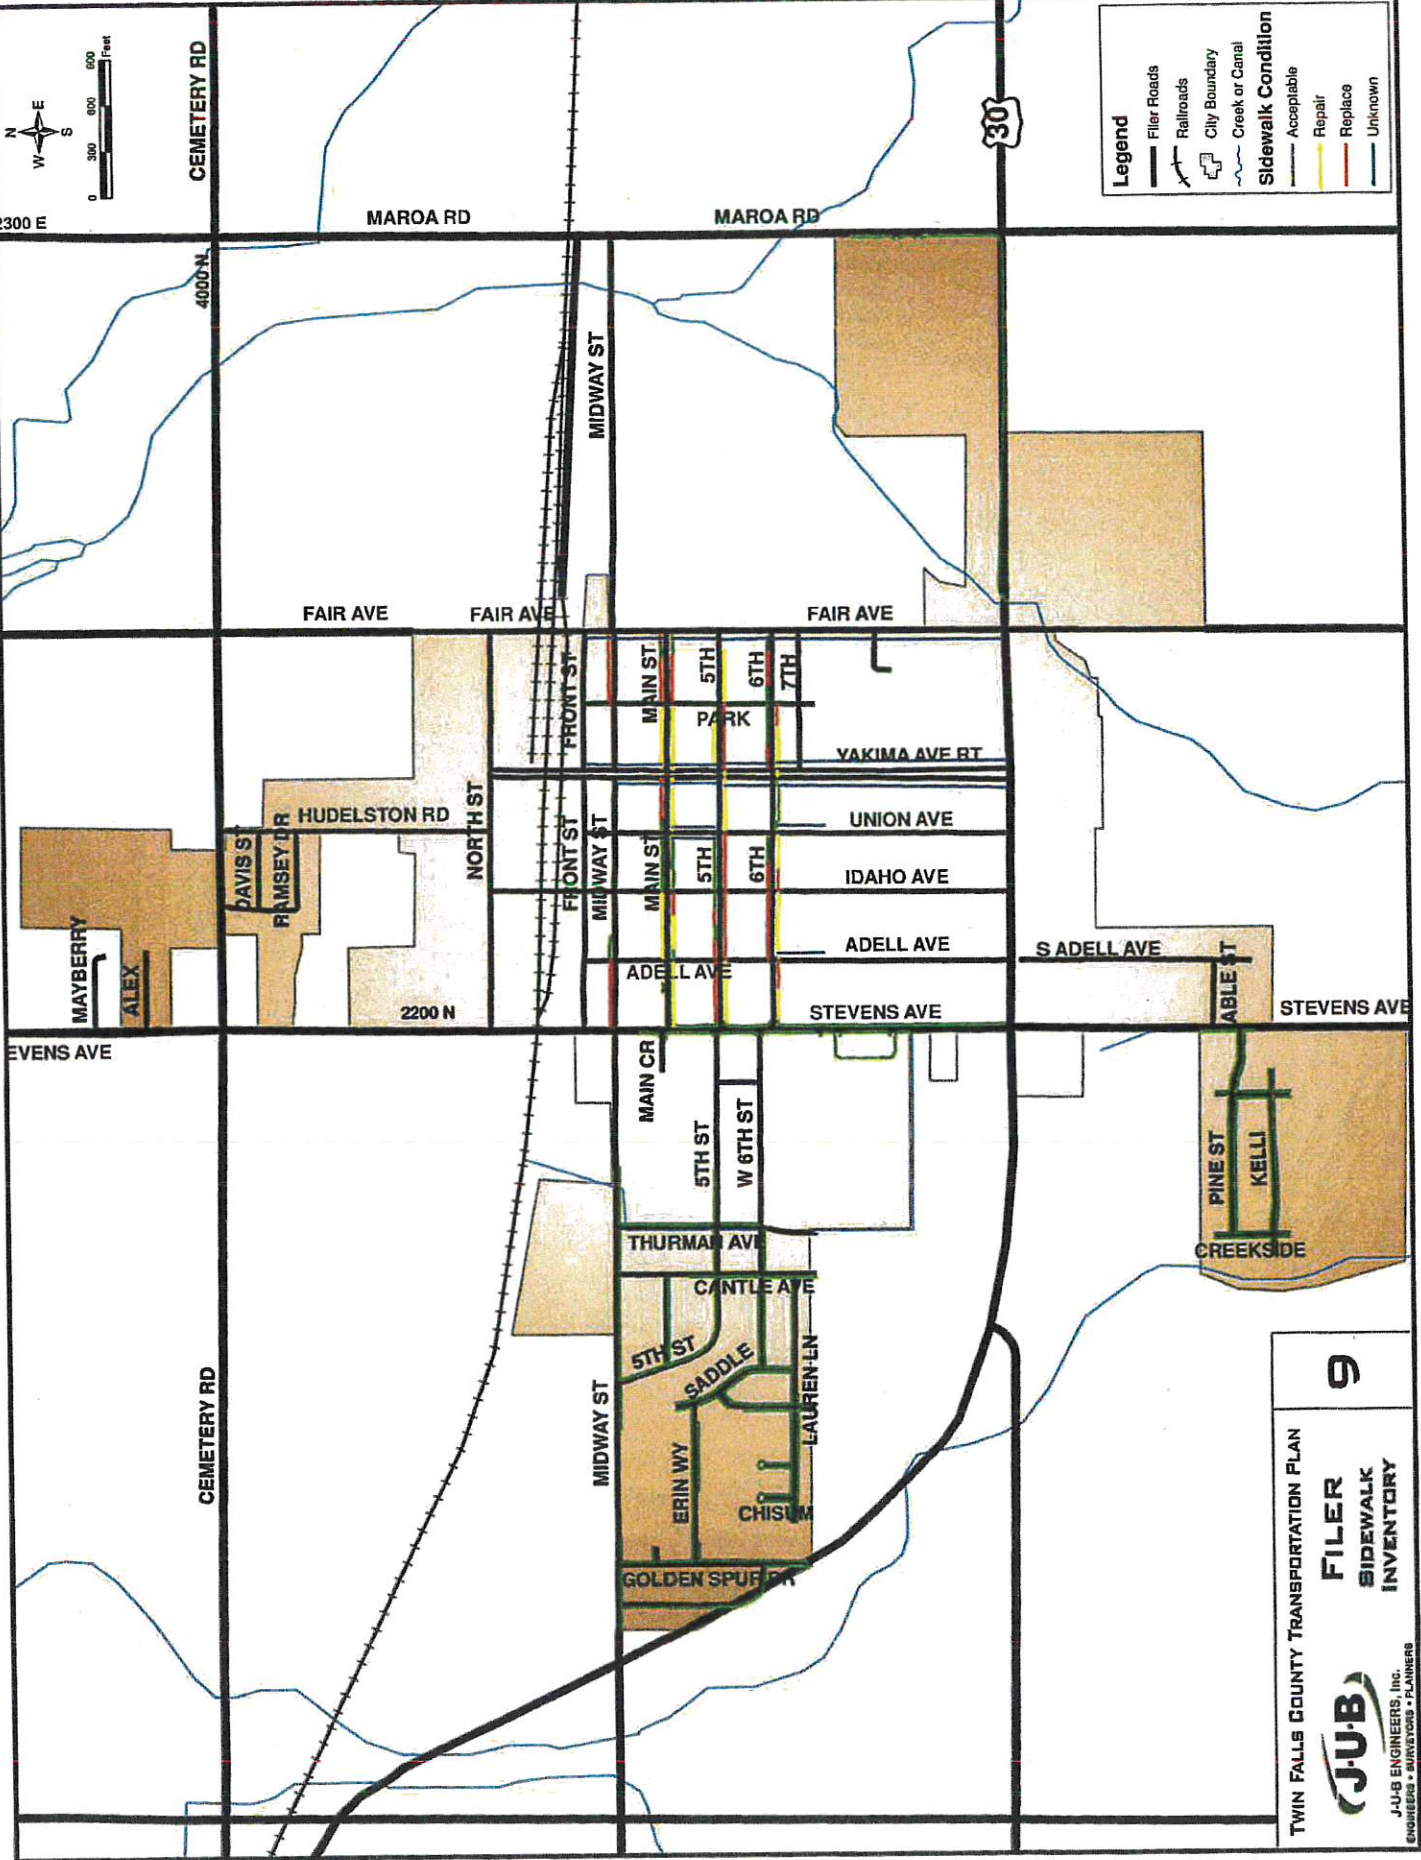 N
W E
S
0 300 600 900
Feet
2300 E
CEMETERY RD
4000 N
MAROA RD
MAROA RD
30
Legend
Filer Roads
Railroads
City Boundary
Creek or Canal
Sidewalk Condition
Acceptable
Repair
Replace
Unknown
MIDWAY ST
FAIR AVE
FAIR AVE
FAIR AVE
FRONT ST
MAIN ST
5TH
6TH
7TH
PARK
YAKIMA AVE RT
HUDELSTON RD
NORTH ST
DAVIS ST
RAMSEY DR
FRONT ST
MIDWAY ST
MAIN ST
5TH
6TH
UNION AVE
IDAHO AVE
ADELL AVE
ADELL AVE
S ADELL AVE
MAYBERRY
ALEX
2200 N
STEVENS AVE
ABLE ST
STEVENS AVE
EVENS AVE
MAIN CR
5TH ST
W 6TH ST
PINE ST
KELLI
CREEKSIDE
THURMAN AVE
CANTLE AVE
5TH ST
SADDLE
LAUREN LN
CEMETERY RD
MIDWAY ST
ERIN WY
CHISUM
GOLDEN SPUR DR
TWIN FALLS COUNTY TRANSPORTATION PLAN
9
FILER
SIDEWALK
INVENTORY
J-U-B
J-U-B ENGINEERS, Inc.
ENGINEERS • SURVEYORS • PLANNERS